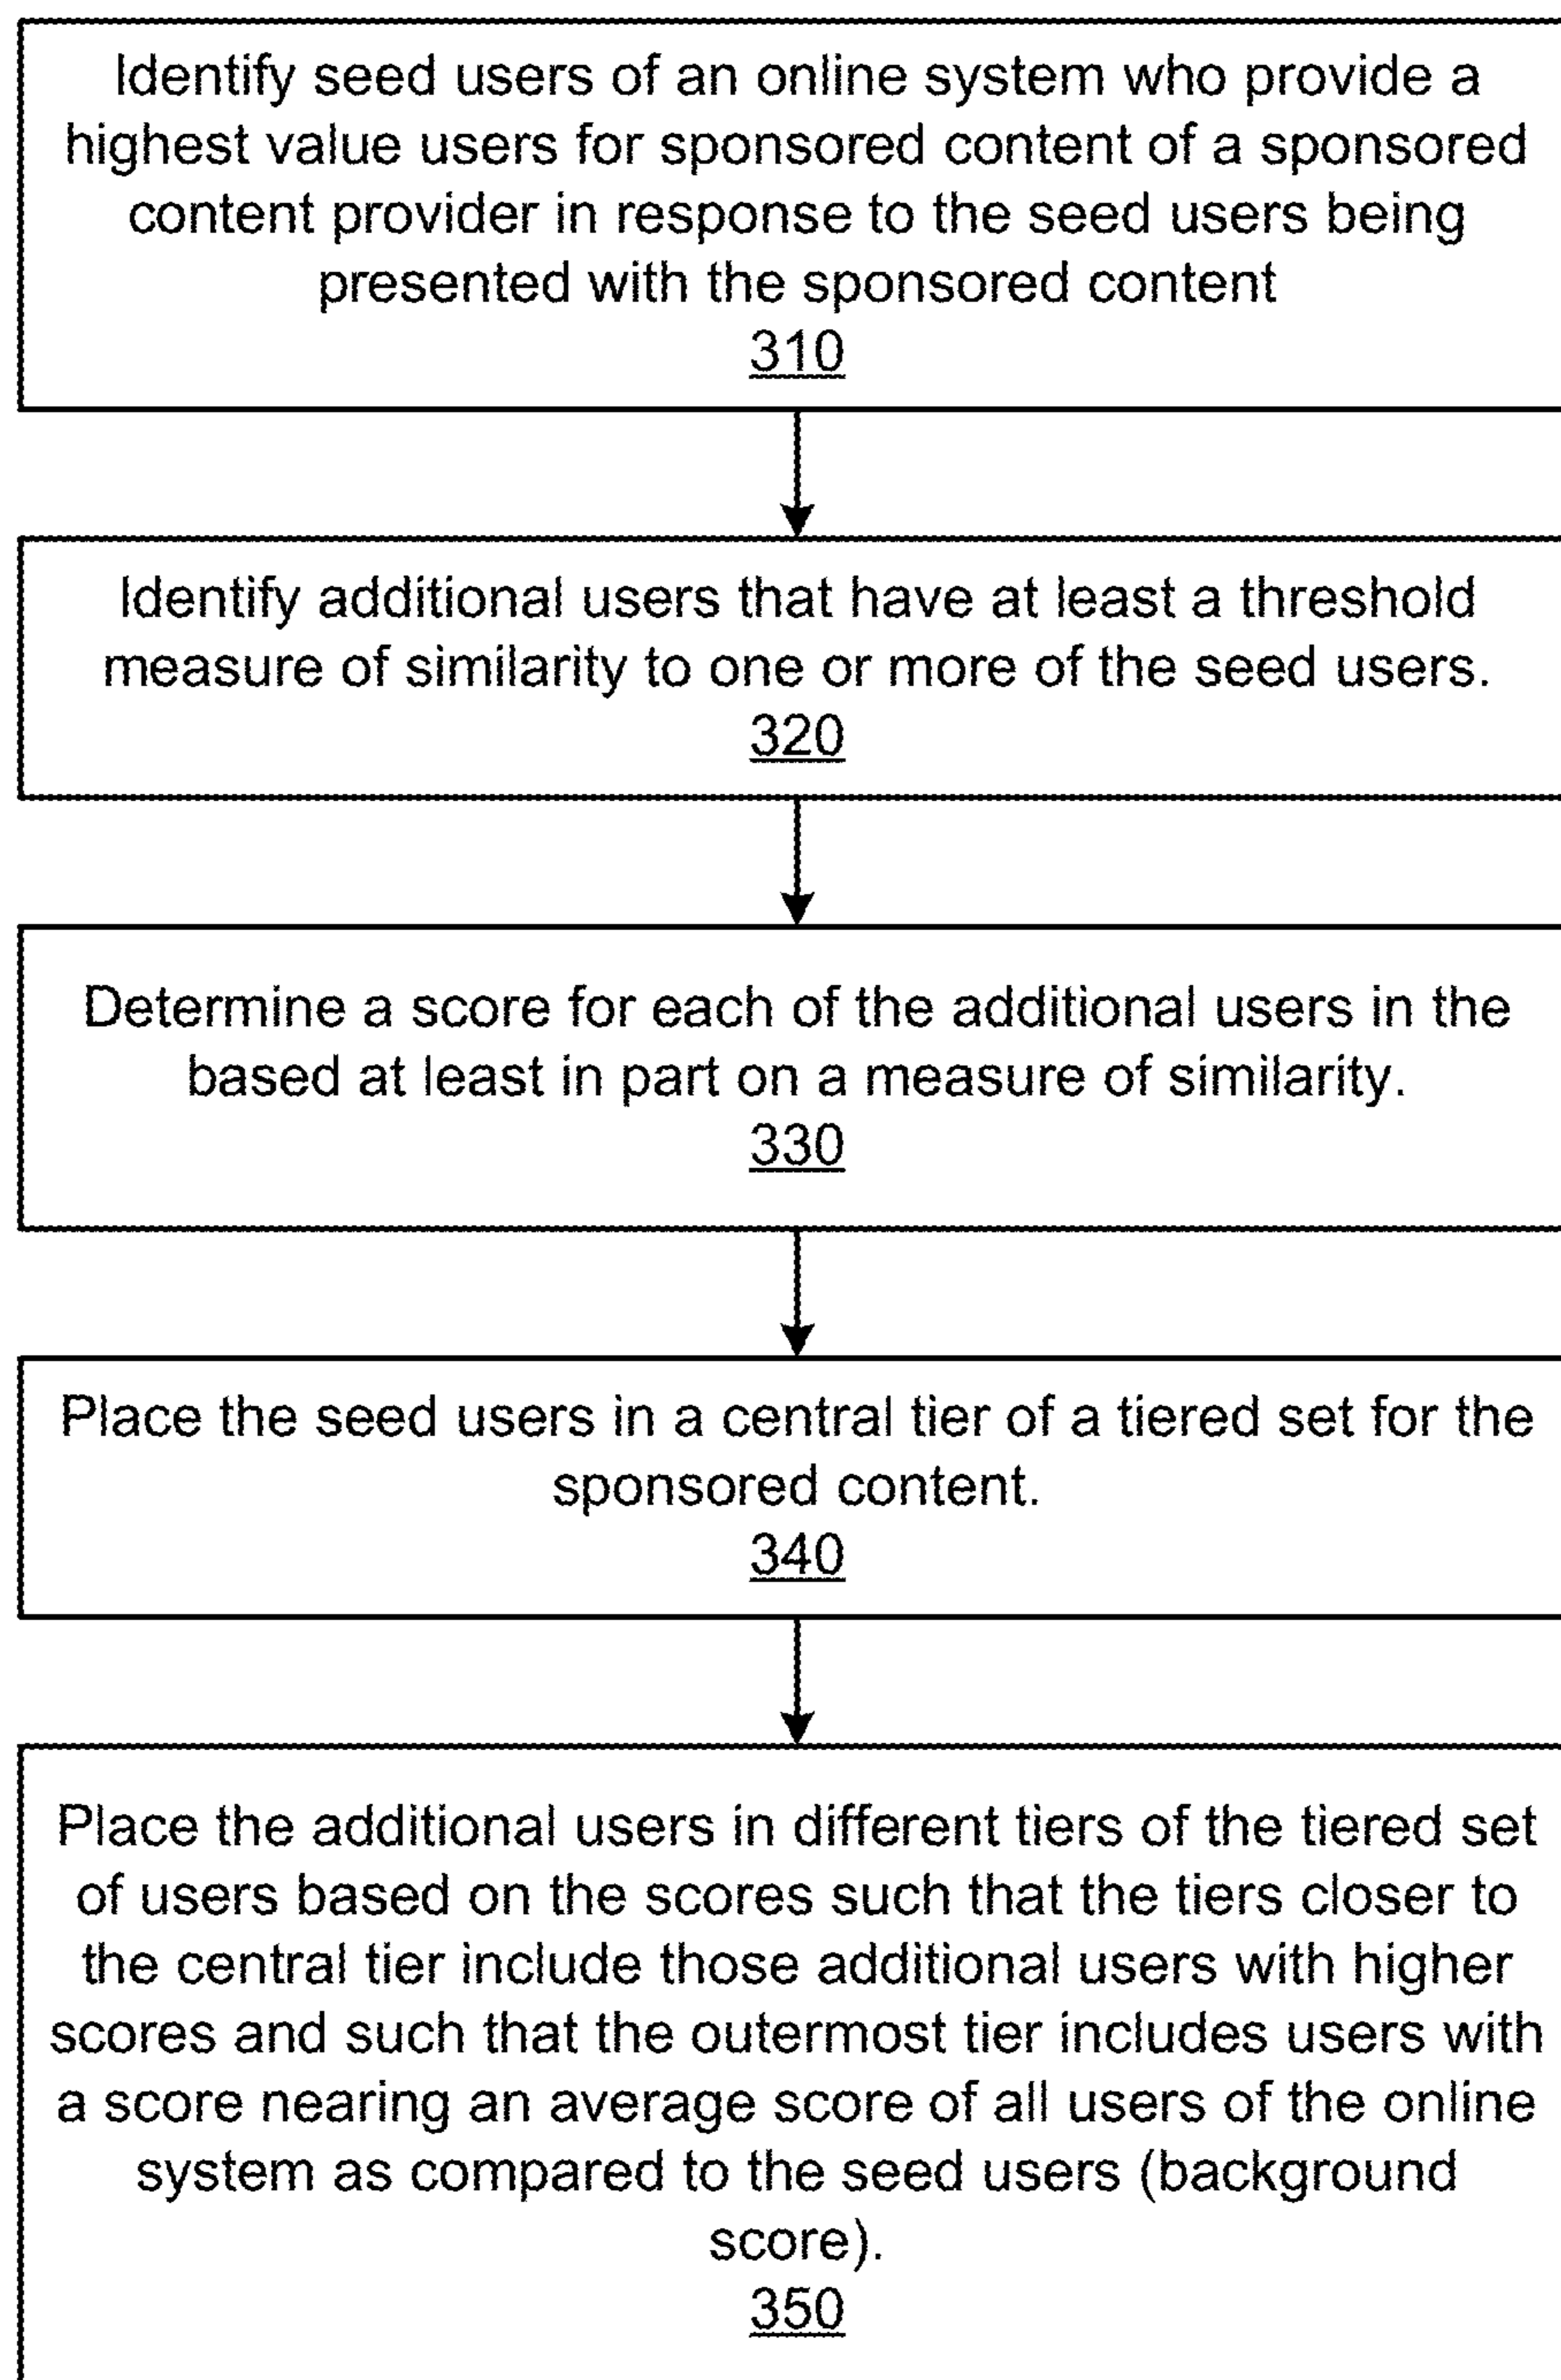 Identify seed users of an online system who provide a
highest value users for sponsored content of a sponsored
content provider in response to the seed users being
presented with the sponsored content
310
Identify additional users that have at least a threshold
measure of similarity to one or more of the seed users.
320
Determine a score for each of the additional users in the
based at least in part on a measure of similarity.
330
Place the seed users in a central tier of a tiered set for the
sponsored content.
340
Place the additional users in different tiers of the tiered set
of users based on the scores such that the tiers closer to
the central tier include those additional users with higher
scores and such that the outermost tier includes users with
a score nearing an average score of all users of the online
system as compared to the seed users (background
score).
350